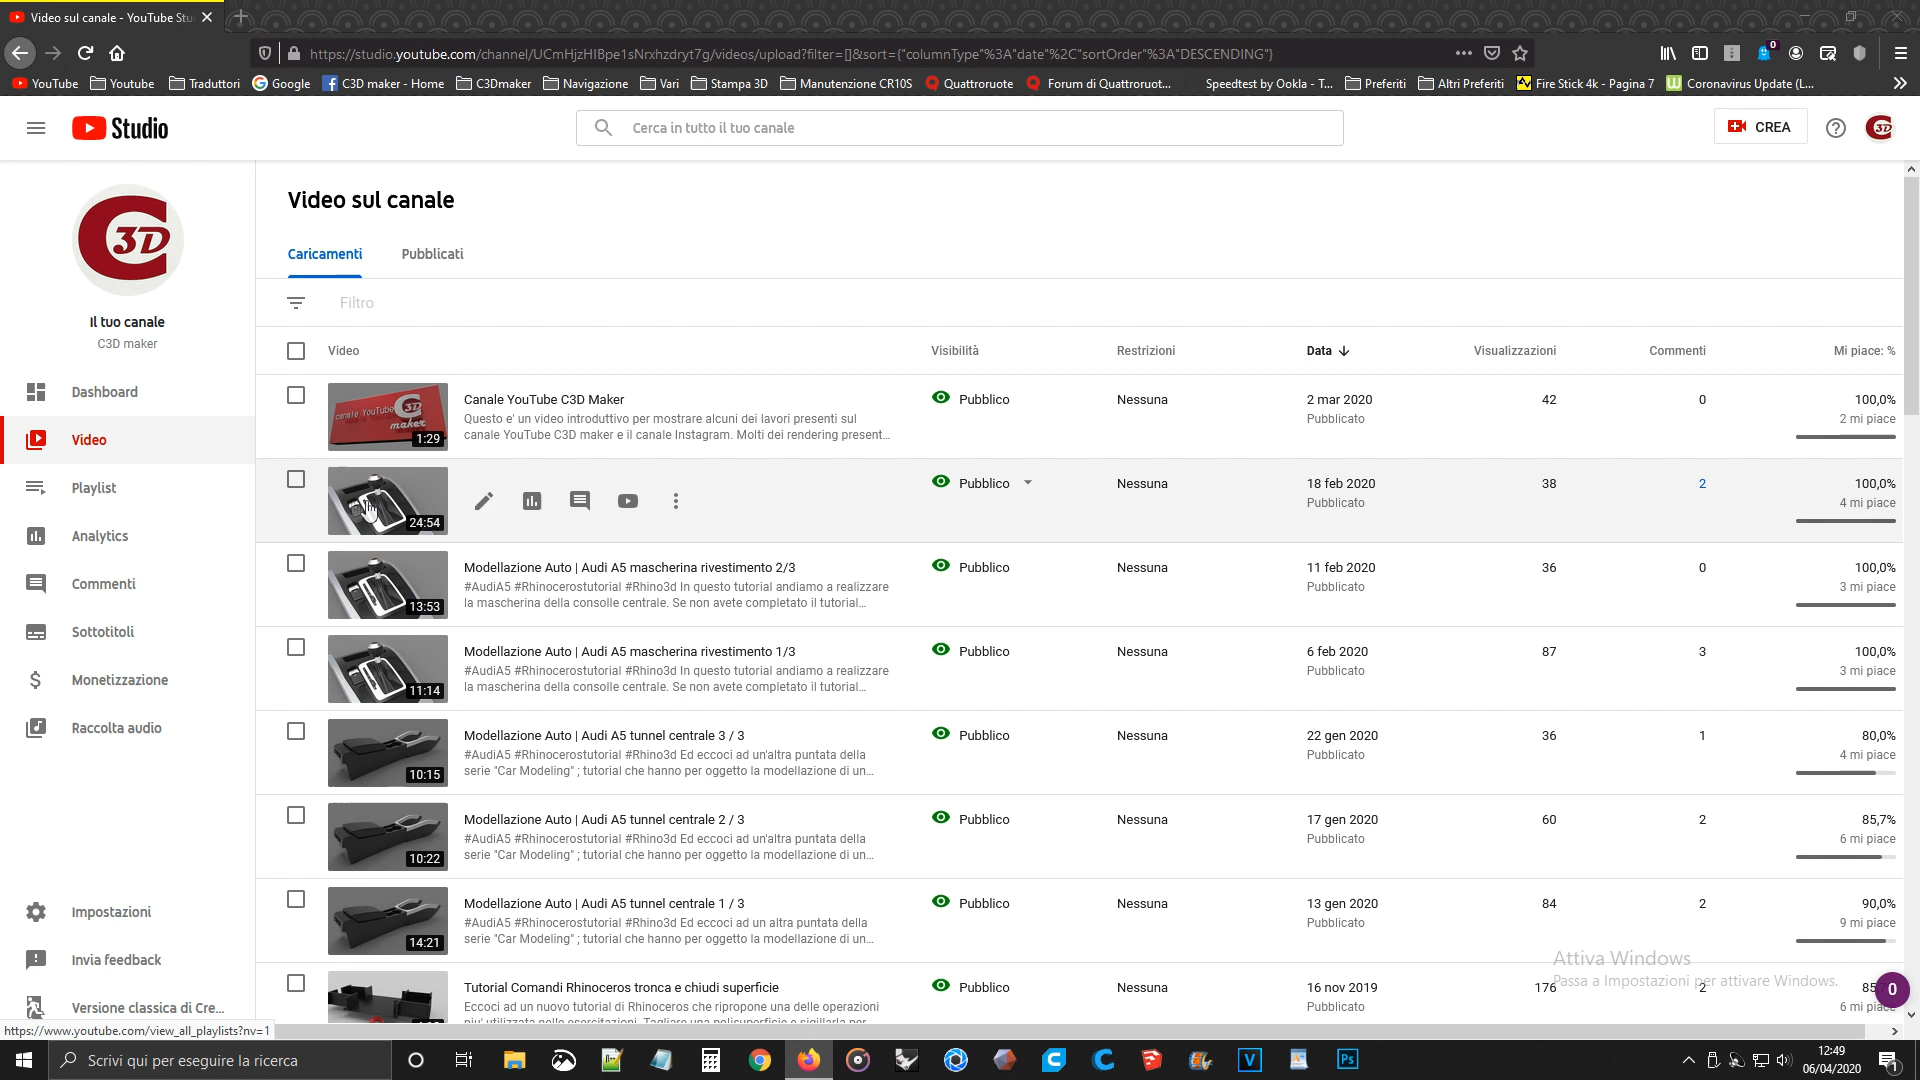 Video sul canale - YouTube Stu
https://studio.youtube.com/channel/UCmHjzHIBpe1sNrxhzdryt7g/videos/upload?filter=[]&sort={"columnType"%3A"date"%2C"sortOrder"%3A"DESCENDING"}
0
YouTube Youtube Traduttori Google C3D maker - Home C3Dmaker Navigazione Vari Stampa 3D Manutenzione CR10S Quattroruote Forum di Quattroruot... Speedtest by Ookla - T... Preferiti Altri Preferiti Fire Stick 4k - Pagina 7 Coronavirus Update (L...
Studio
Cerca in tutto il tuo canale
CREA
C 3D
Il tuo canale
C3D maker
Dashboard
Video
Playlist
Analytics
Commenti
Sottotitoli
Monetizzazione
Raccolta audio
Impostazioni
Invia feedback
Versione classica di Cre...
https://www.youtube.com/view_all_playlists?nv=1
Video sul canale
Caricamenti Pubblicati
Filtro
Video Visibilità Restrizioni Data Visualizzazioni Commenti Mi piace: %
canale YouTube C 3D maker
1:29
Canale YouTube C3D Maker Pubblico Nessuna 2 mar 2020 42 0 100,0%
Questo e' un video introduttivo per mostrare alcuni dei lavori presenti sul Pubblicato 2 mi piace
canale YouTube C3D maker e il canale Instagram. Molti dei rendering present...
24:54
Pubblico Nessuna 18 feb 2020 38 2 100,0%
Pubblicato 4 mi piace
13:53
Modellazione Auto | Audi A5 mascherina rivestimento 2/3 Pubblico Nessuna 11 feb 2020 36 0 100,0%
#AudiA5 #Rhinocerostutorial #Rhino3d In questo tutorial andiamo a realizzare Pubblicato 3 mi piace
la mascherina della consolle centrale. Se non avete completato il tutorial...
11:14
Modellazione Auto | Audi A5 mascherina rivestimento 1/3 Pubblico Nessuna 6 feb 2020 87 3 100,0%
#AudiA5 #Rhinocerostutorial #Rhino3d In questo tutorial andiamo a realizzare Pubblicato 3 mi piace
la mascherina della consolle centrale. Se non avete completato il tutorial...
10:15
Modellazione Auto | Audi A5 tunnel centrale 3 / 3 Pubblico Nessuna 22 gen 2020 36 1 80,0%
#AudiA5 #Rhinocerostutorial #Rhino3d Ed eccoci ad un'altra puntata della Pubblicato 4 mi piace
serie "Car Modeling" ; tutorial che hanno per oggetto la modellazione di un...
10:22
Modellazione Auto | Audi A5 tunnel centrale 2 / 3 Pubblico Nessuna 17 gen 2020 60 2 85,7%
#AudiA5 #Rhinocerostutorial #Rhino3d Ed eccoci ad un'altra puntata della Pubblicato 6 mi piace
serie "Car Modeling" ; tutorial che hanno per oggetto la modellazione di un...
14:21
Modellazione Auto | Audi A5 tunnel centrale 1 / 3 Pubblico Nessuna 13 gen 2020 84 2 90,0%
#AudiA5 #Rhinocerostutorial #Rhino3d Ed eccoci ad un altra puntata della Pubblicato 9 mi piace
serie "Car Modeling" ; tutorial che hanno per oggetto la modellazione di un...
Tutorial Comandi Rhinoceros tronca e chiudi superficie Pubblico Nessuna 16 nov 2019 176 2
Eccoci ad un nuovo tutorial di Rhinoceros che ripropone una delle operazioni Pubblicato 6 mi piace
Attiva Windows
Passa a Impostazioni per attivare Windows.
0
Scrivi qui per eseguire la ricerca
V Ps
12:49
06/04/2020
1